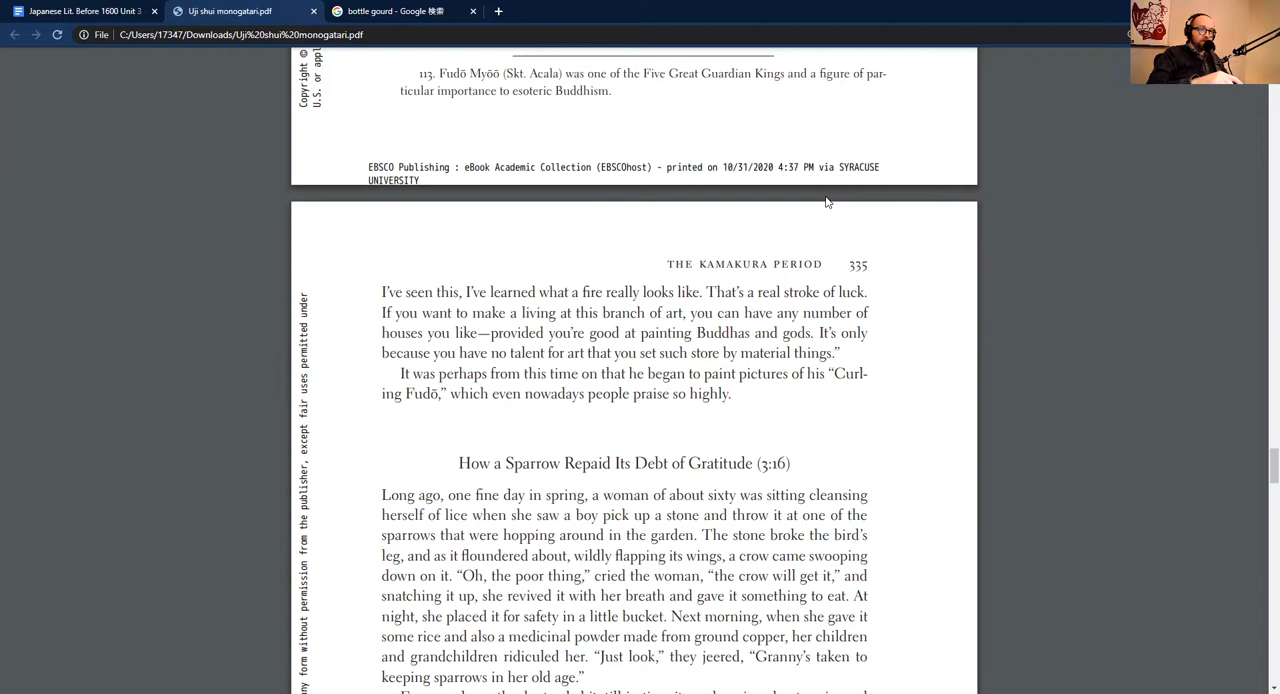 Japanese Lit. Before 1600 Unit 3
Uji shui monogatari.pdf
bottle gourd - Google 検索
File
C:/Users/17347/Downloads/Uji%20shui%20monogatari.pdf
Copyright ©
U.S. or appl
113. Fudō Myōō (Skt. Acala) was one of the Five Great Guardian Kings and a figure of par-
ticular importance to esoteric Buddhism.
EBSCO Publishing : eBook Academic Collection (EBSCOhost) - printed on 10/31/2020 4:37 PM via SYRACUSE
UNIVERSITY
THE KAMAKURA PERIOD 335
I've seen this, I've learned what a fire really looks like. That's a real stroke of luck.
If you want to make a living at this branch of art, you can have any number of
houses you like—provided you're good at painting Buddhas and gods. It's only
because you have no talent for art that you set such store by material things."
It was perhaps from this time on that he began to paint pictures of his "Curl-
ing Fudō," which even nowadays people praise so highly.
How a Sparrow Repaid Its Debt of Gratitude (3:16)
Long ago, one fine day in spring, a woman of about sixty was sitting cleansing
herself of lice when she saw a boy pick up a stone and throw it at one of the
sparrows that were hopping around in the garden. The stone broke the bird's
leg, and as it floundered about, wildly flapping its wings, a crow came swooping
down on it. "Oh, the poor thing," cried the woman, "the crow will get it," and
snatching it up, she revived it with her breath and gave it something to eat. At
night, she placed it for safety in a little bucket. Next morning, when she gave it
some rice and also a medicinal powder made from ground copper, her children
and grandchildren ridiculed her. "Just look," they jeered, "Granny's taken to
keeping sparrows in her old age."
ny form without permission from the publisher, except fair uses permitted under